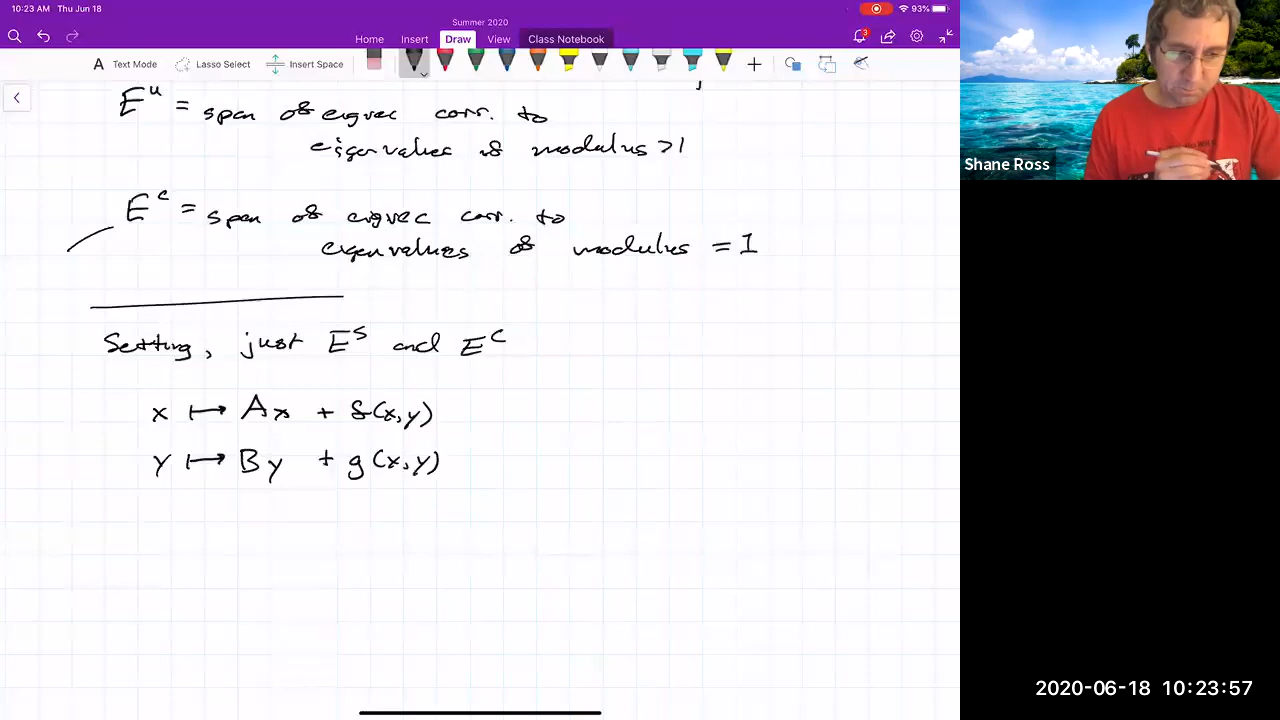 10:23 AM Thu Jun 18
93%
Summer 2020
Home Insert Draw View Class Notebook
3
A Text Mode Lasso Select Insert Space
E^u = span of eigvec corr. to
eigenvalues of modulus >1
E^c = span of eigvec corr. to
eigenvalues of modulus = 1
Setting, just E^s and E^c
x ↦ Ax + f(x,y)
y ↦ By + g(x,y)
Shane Ross
2020-06-18 10:23:57